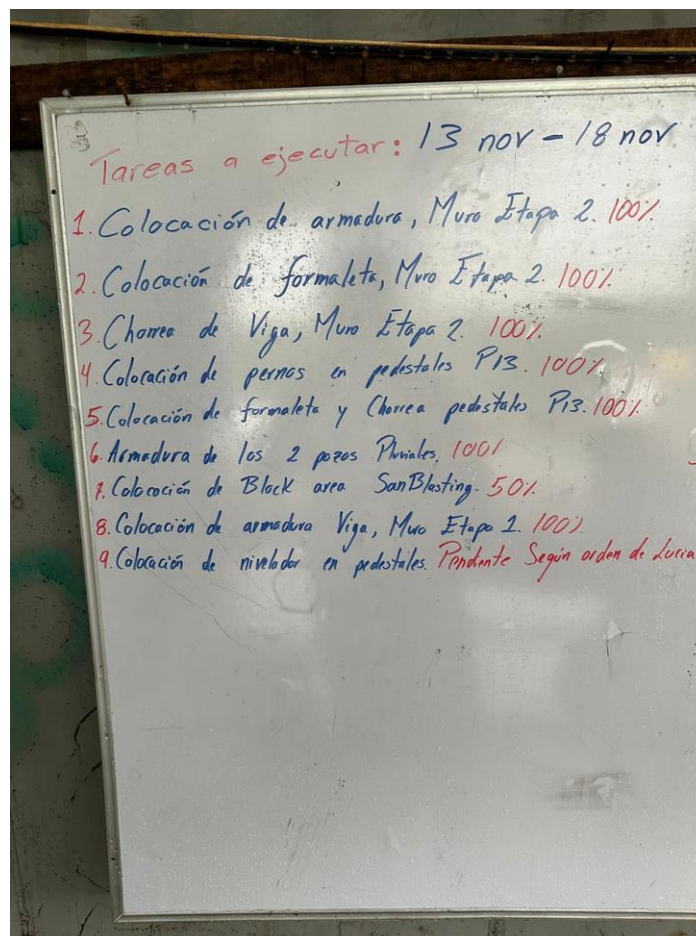 Tareas a ejecutar: 13 nov - 18 nov
1. Colocación de armadura, Muro Etapa 2. 100%
2. Colocación de formaleta, Muro Etapa 2. 100%
3. Chorrea de Viga, Muro Etapa 2. 100%
4. Colocación de pernos en pedestales P13. 100%
5. Colocación de formaleta y Chorrea pedestales P13. 100%
6. Armadura de los 2 pozos Pluviales. 100%
7. Colocación de Block area SanBlasting. 50%
8. Colocación de armadura Viga, Muro Etapa 1. 100%
9. Colocación de nivelador en pedestales. Pendiente Según orden de Lucia